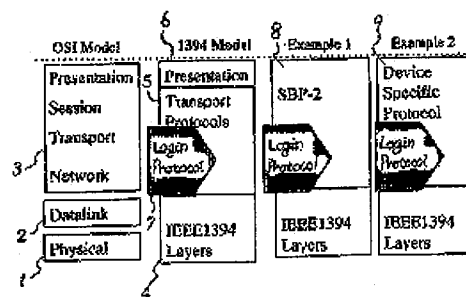 6 8 9
OSI Model 1394 Model Example 1 Example 2
Presentation
Session
Transport
Network
3
Datalink
2
Physical
1
5
Presentation
Transport
Protocols
Login
Protocol
7
IEEE1394
Layers
4
SBP-2
Login
Protocol
IEEE1394
Layers
Device
Specific
Protocol
Login
Protocol
IEEE1394
Layers